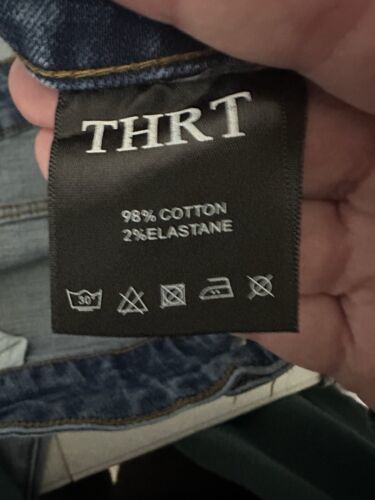 THRT
98% COTTON
2%ELASTANE
30°